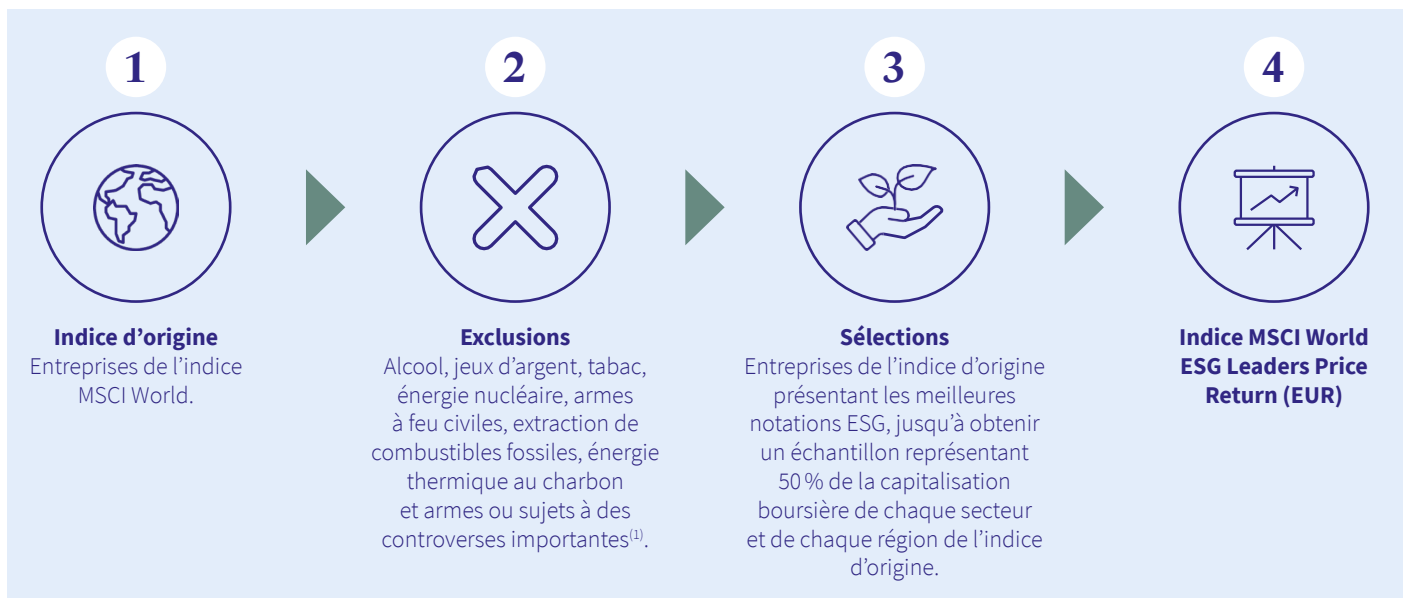 1
Indice d’origine
Entreprises de l’indice
MSCI World.
2
Exclusions
Alcool, jeux d’argent, tabac,
énergie nucléaire, armes
à feu civiles, extraction de
combustibles fossiles, énergie
thermique au charbon
et armes ou sujets à des
controverses importantes(1).
3
Sélections
Entreprises de l’indice d’origine
présentant les meilleures
notations ESG, jusqu’à obtenir
un échantillon représentant
50 % de la capitalisation
boursière de chaque secteur
et de chaque région de l’indice
d’origine.
4
Indice MSCI World
ESG Leaders Price
Return (EUR)